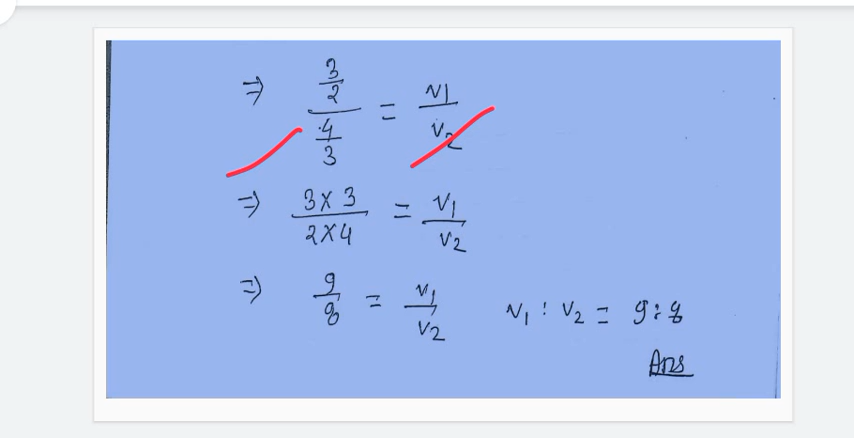 ⇒ (3/2)/(4/3) = v1/v2
⇒ (3×3)/(2×4) = v1/v2
⇒ 9/8 = v1/v2 v1 : v2 = 9:8
Ans